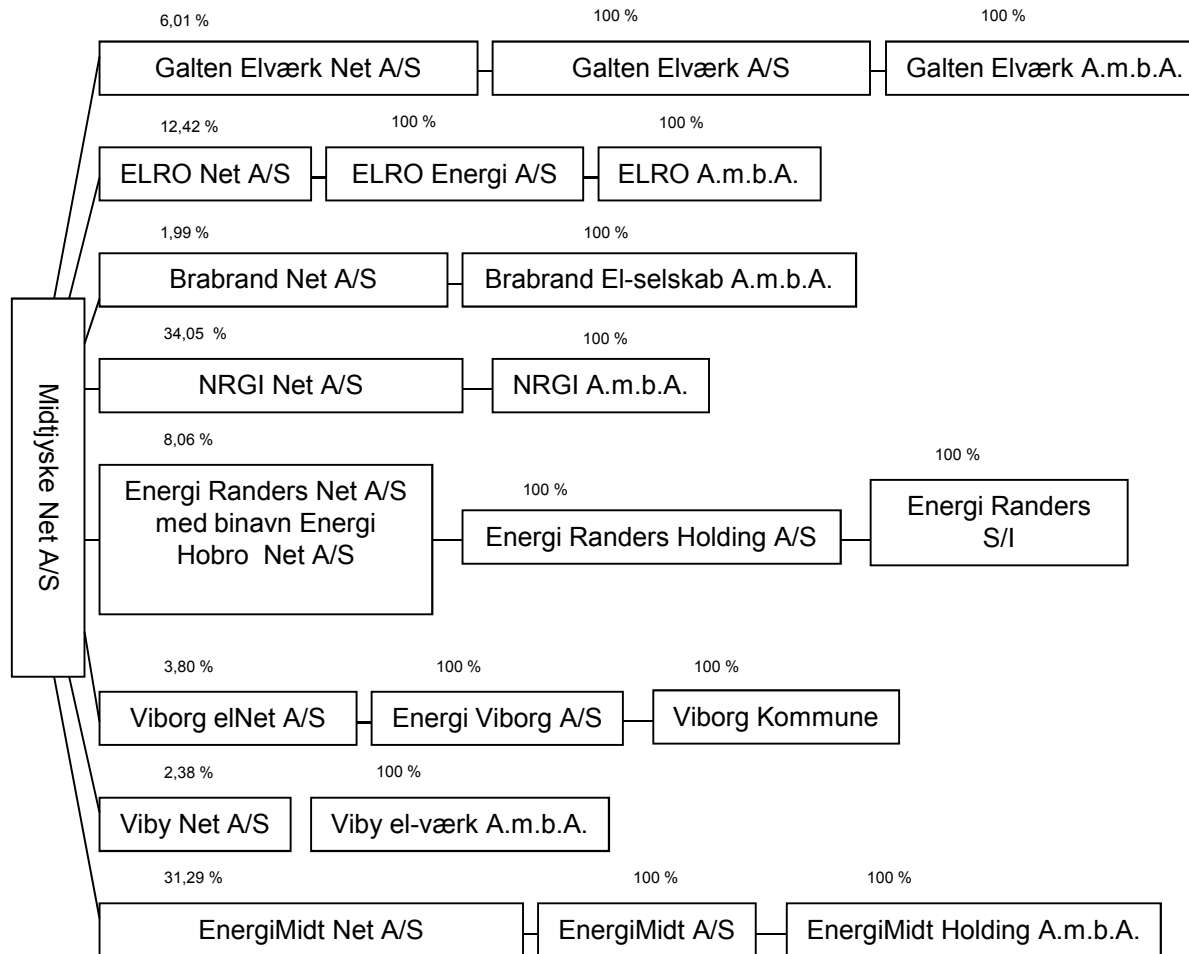 6,01 %
100 %
100 %
Galten Elværk Net A/S
Galten Elværk A/S
Galten Elværk A.m.b.A.
12,42 %
100 %
100 %
ELRO Net A/S
ELRO Energi A/S
ELRO A.m.b.A.
1,99 %
100 %
Brabrand Net A/S
Brabrand El-selskab A.m.b.A.
34,05 %
100 %
Midtjyske Net A/S
NRGI Net A/S
NRGI A.m.b.A.
8,06 %
100 %
100 %
Energi Randers Net A/S
med binavn Energi
Hobro Net A/S
Energi Randers Holding A/S
Energi Randers
S/I
3,80 %
100 %
100 %
Viborg elNet A/S
Energi Viborg A/S
Viborg Kommune
2,38 %
100 %
Viby Net A/S
Viby el-værk A.m.b.A.
31,29 %
100 %
100 %
EnergiMidt Net A/S
EnergiMidt A/S
EnergiMidt Holding A.m.b.A.